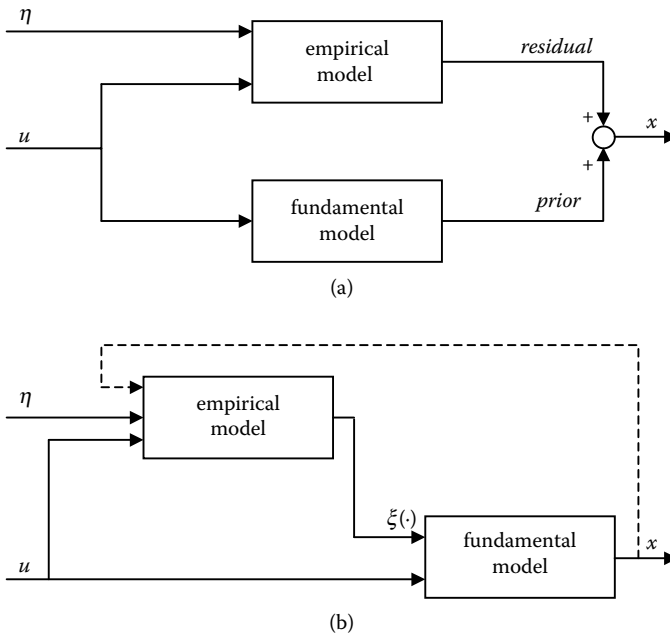 η
empirical
model
residual
+
x
u
+
fundamental
model
prior
(a)
η
empirical
model
ξ(·)
u
fundamental
model
x
(b)